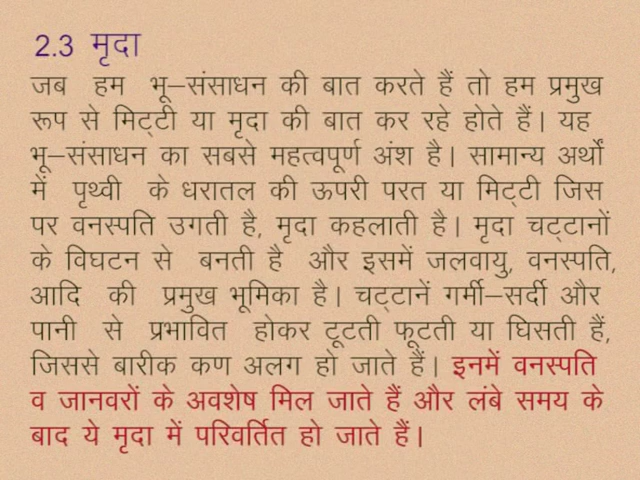 2.3 मृदा
जब हम भू–संसाधन की बात करते हैं तो हम प्रमुख
रूप से मिट्टी या मृदा की बात कर रहे होते हैं। यह
भू–संसाधन का सबसे महत्वपूर्ण अंश है। सामान्य अर्थों
में पृथ्वी के धरातल की ऊपरी परत या मिट्टी जिस
पर वनस्पति उगती है, मृदा कहलाती है। मृदा चट्टानों
के विघटन से बनती है और इसमें जलवायु, वनस्पति,
आदि की प्रमुख भूमिका है। चट्टानें गर्मी–सर्दी और
पानी से प्रभावित होकर टूटती फूटती या घिसती हैं,
जिससे बारीक कण अलग हो जाते हैं। इनमें वनस्पति
व जानवरों के अवशेष मिल जाते हैं और लंबे समय के
बाद ये मृदा में परिवर्तित हो जाते हैं।